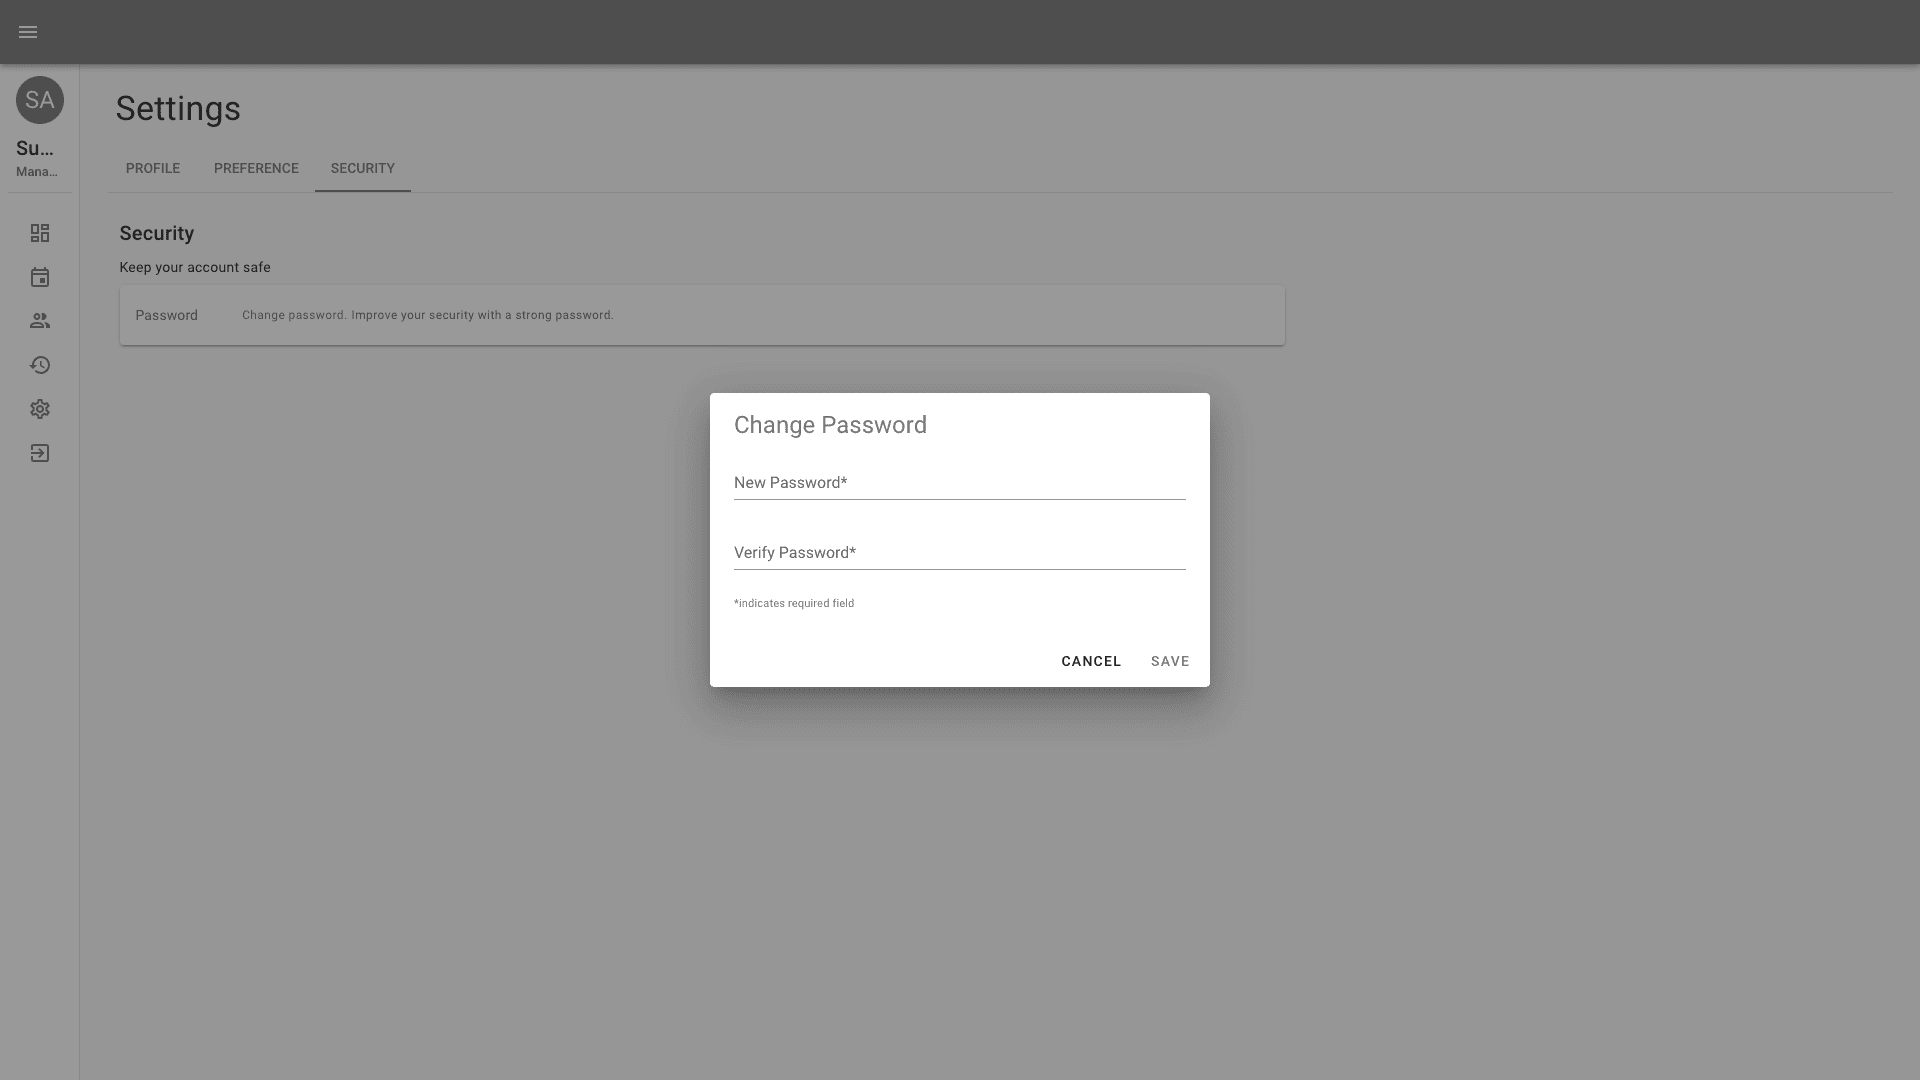 SA
Su...
Mana...
Settings
PROFILE
PREFERENCE
SECURITY
Security
Keep your account safe
Password
Change password. Improve your security with a strong password.
Change Password
New Password*
Verify Password*
*indicates required field
CANCEL
SAVE